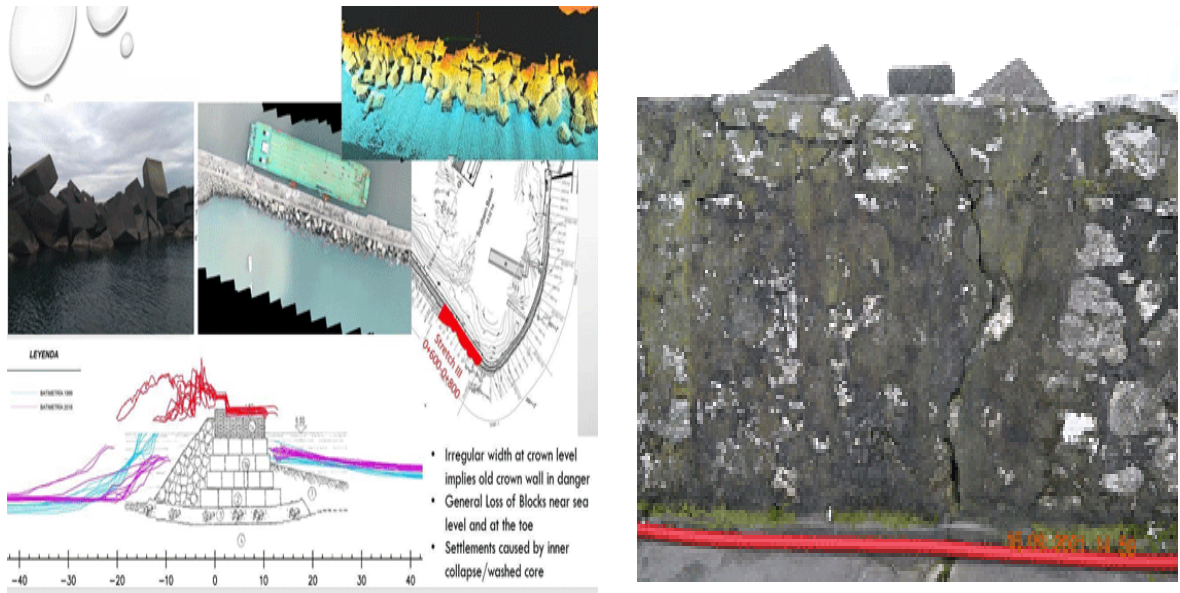 Stretch III
0+600-0+800
LEYENDA
BATIMETRÍA 1999
BATIMETRÍA 2016
-40
-30
-20
-10
0
10
20
30
40
• Irregular width at crown level
implies old crown wall in danger
• General Loss of Blocks near sea
level and at the toe
• Settlements caused by inner
collapse/washed core